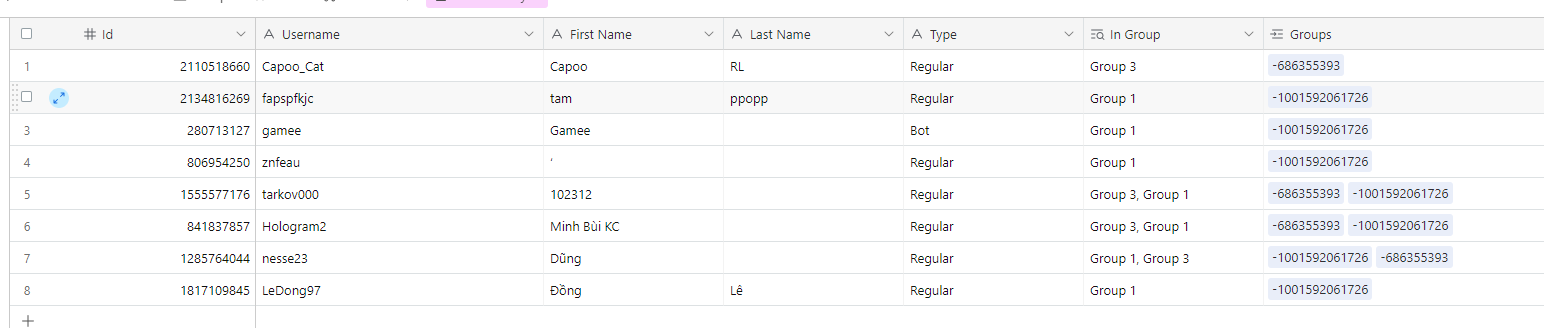 Id Username First Name Last Name Type In Group Groups
1 2110518660 Capoo_Cat Capoo RL Regular Group 3 -686355393
2134816269 fapspfkjc tam ppopp Regular Group 1 -1001592061726
3 280713127 gamee Gamee Bot Group 1 -1001592061726
4 806954250 znfeau ‘ Regular Group 1 -1001592061726
5 1555577176 tarkov000 102312 Regular Group 3, Group 1 -686355393 -1001592061726
6 841837857 Hologram2 Minh Bùi KC Regular Group 3, Group 1 -686355393 -1001592061726
7 1285764044 nesse23 Dũng Regular Group 1, Group 3 -1001592061726 -686355393
8 1817109845 LeDong97 Đồng Lê Regular Group 1 -1001592061726